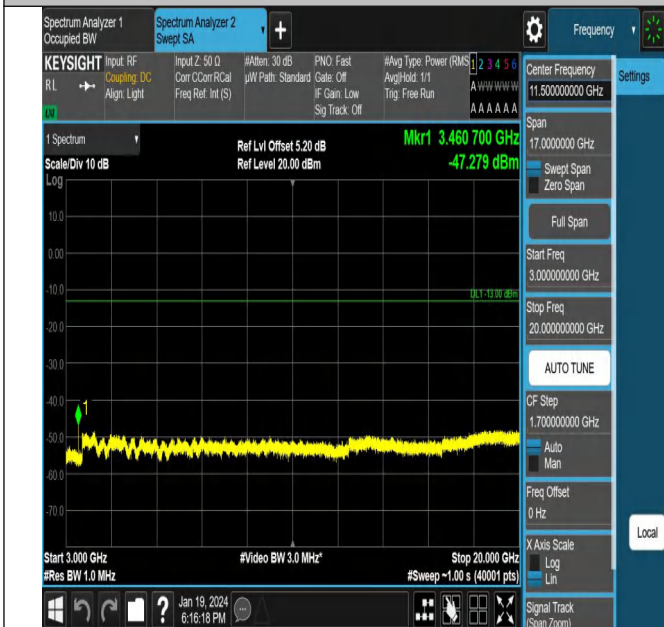 Spectrum Analyzer 1
Occupied BW
Spectrum Analyzer 2
Swept SA
+
Frequency
KEYSIGHT
RL
LXI
Input: RF
Coupling: DC
Align: Light
Input Z: 50 Ω
Corr CCorr RCal
Freq Ref: Int (S)
#Atten: 30 dB
µW Path: Standard
PNO: Fast
Gate: Off
IF Gain: Low
Sig Track: Off
#Avg Type: Power (RMS
Avg|Hold: 1/1
Trig: Free Run
1 2 3 4 5 6
A W W W W W
A A A A A A
1 Spectrum
Scale/Div 10 dB
Log
Ref Lvl Offset 5.20 dB
Ref Level 20.00 dBm
Mkr1 3.460 700 GHz
-47.279 dBm
10.0
0.00
-10.0
DL1 -13.00 dBm
-20.0
-30.0
-40.0
1
-50.0
-60.0
-70.0
Start 3.000 GHz
#Res BW 1.0 MHz
#Video BW 3.0 MHz*
Stop 20.000 GHz
#Sweep ~1.00 s (40001 pts)
Center Frequency
11.500000000 GHz
Settings
Span
17.0000000 GHz
Swept Span
Zero Span
Full Span
Start Freq
3.000000000 GHz
Stop Freq
20.000000000 GHz
AUTO TUNE
CF Step
1.700000000 GHz
Auto
Man
Freq Offset
0 Hz
X Axis Scale
Log
Lin
Local
Signal Track
(Span Zoom)
?
Jan 19, 2024
6:16:18 PM